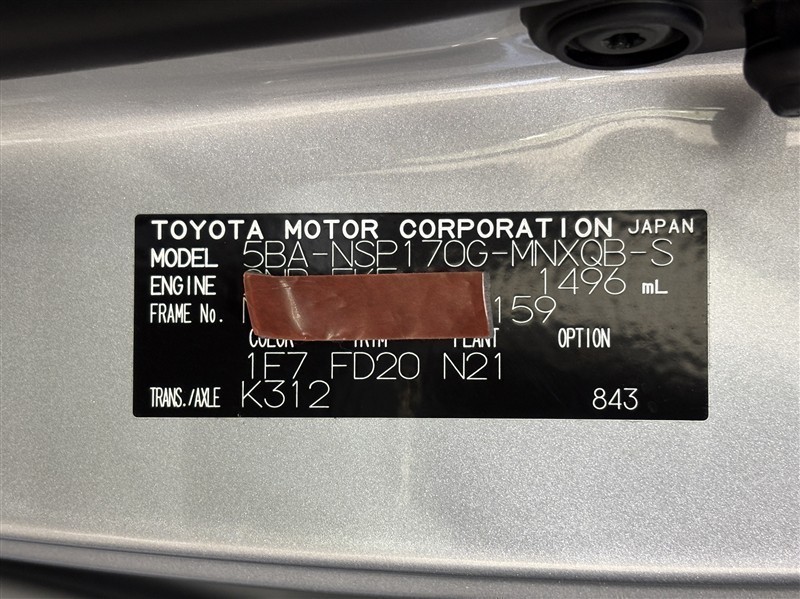 TOYOTA MOTOR CORPORATION JAPAN
MODEL 5BA-NSP170G-MNXQB-S
ENGINE 1496 mL
FRAME No. 159
COLOR TRIM PLANT OPTION
1E7 FD20 N21
TRANS./AXLE K312 843